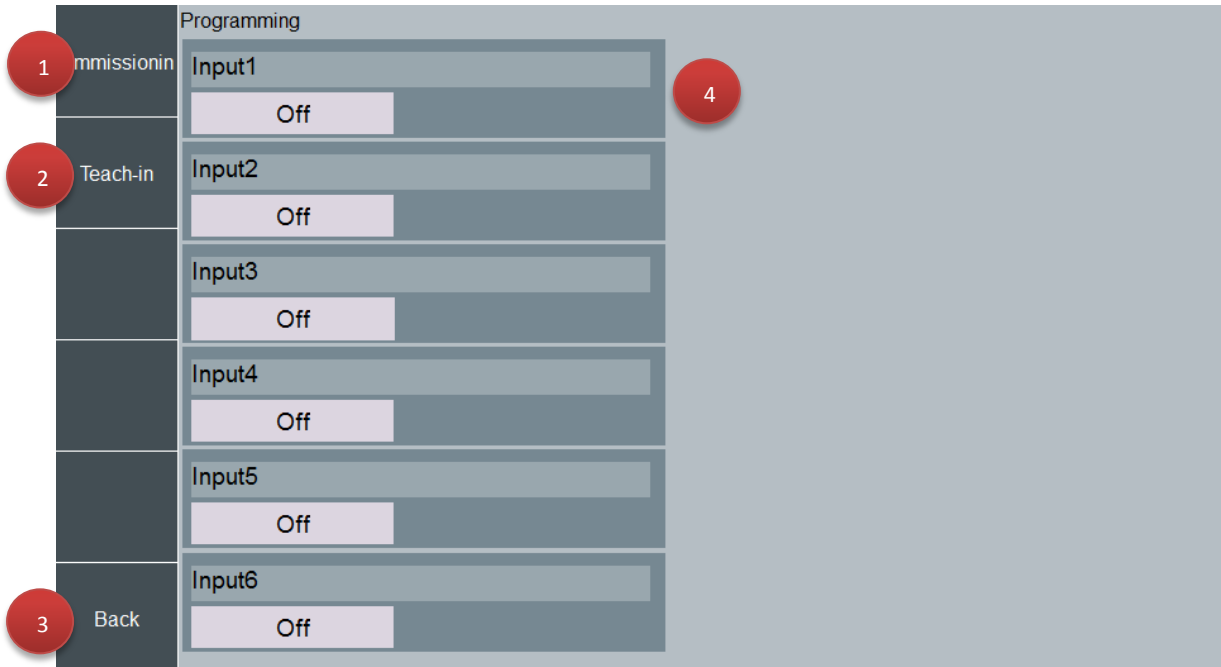 Programming
1
mmissionin
Input1
4
Off
2
Teach-in
Input2
Off
Input3
Off
Input4
Off
Input5
Off
Input6
3
Back
Off